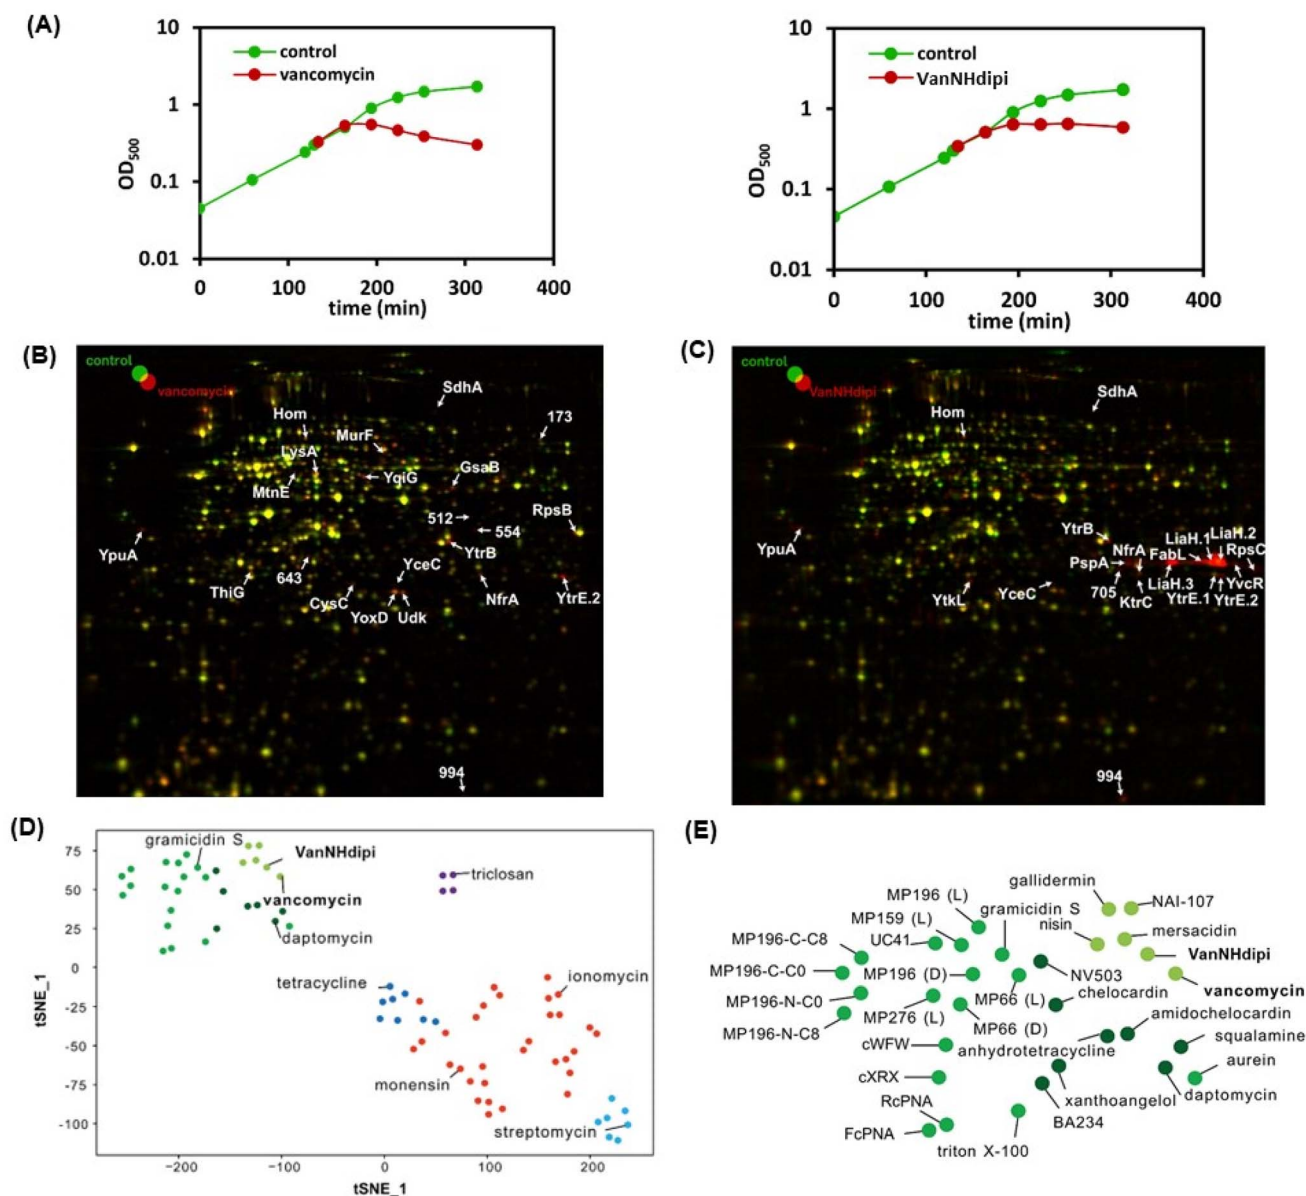 (A)
10
1
0.1
0.01
OD500
control
vancomycin
0 100 200 300 400
time (min)
10
1
0.1
0.01
OD500
control
VanNHdipi
0 100 200 300 400
time (min)
(B)
control
vancomycin
SdhA
Hom
173
MurF
LysA
GsaB
YqiG
MtnE
RpsB
512
554
YpuA
YtrB
YceC
643
ThiG
CysC
NfrA
YtrE.2
YoxD
Udk
994
(C)
control
VanNHdipi
SdhA
Hom
YtrB
LiaH.2
LiaH.1
YpuA
NfrA
FabL
RpsC
PspA
YtkL
YceC
705
LiaH.3
YvcR
KtrC
YtrE.1
YtrE.2
994
(D)
75
50
25
0
−25
−50
−75
−100
tSNE_1
gramicidin S
VanNHdipi
vancomycin
daptomycin
triclosan
tetracycline
ionomycin
monensin
streptomycin
−200 −100 0 100 200
tSNE_1
(E)
gallidermin
NAI-107
MP196 (L)
gramicidin S
MP159 (L)
nisin
mersacidin
MP196-C-C8
UC41
VanNHdipi
MP196-C-C0
MP196 (D)
NV503
vancomycin
MP196-N-C0
MP66 (L)
chelocardin
MP276 (L)
amidochelocardin
MP196-N-C8
MP66 (D)
squalamine
cWFW
anhydrotetracycline
aurein
cXRX
daptomycin
xanthoangelol
RcPNA
BA234
FcPNA
triton X-100